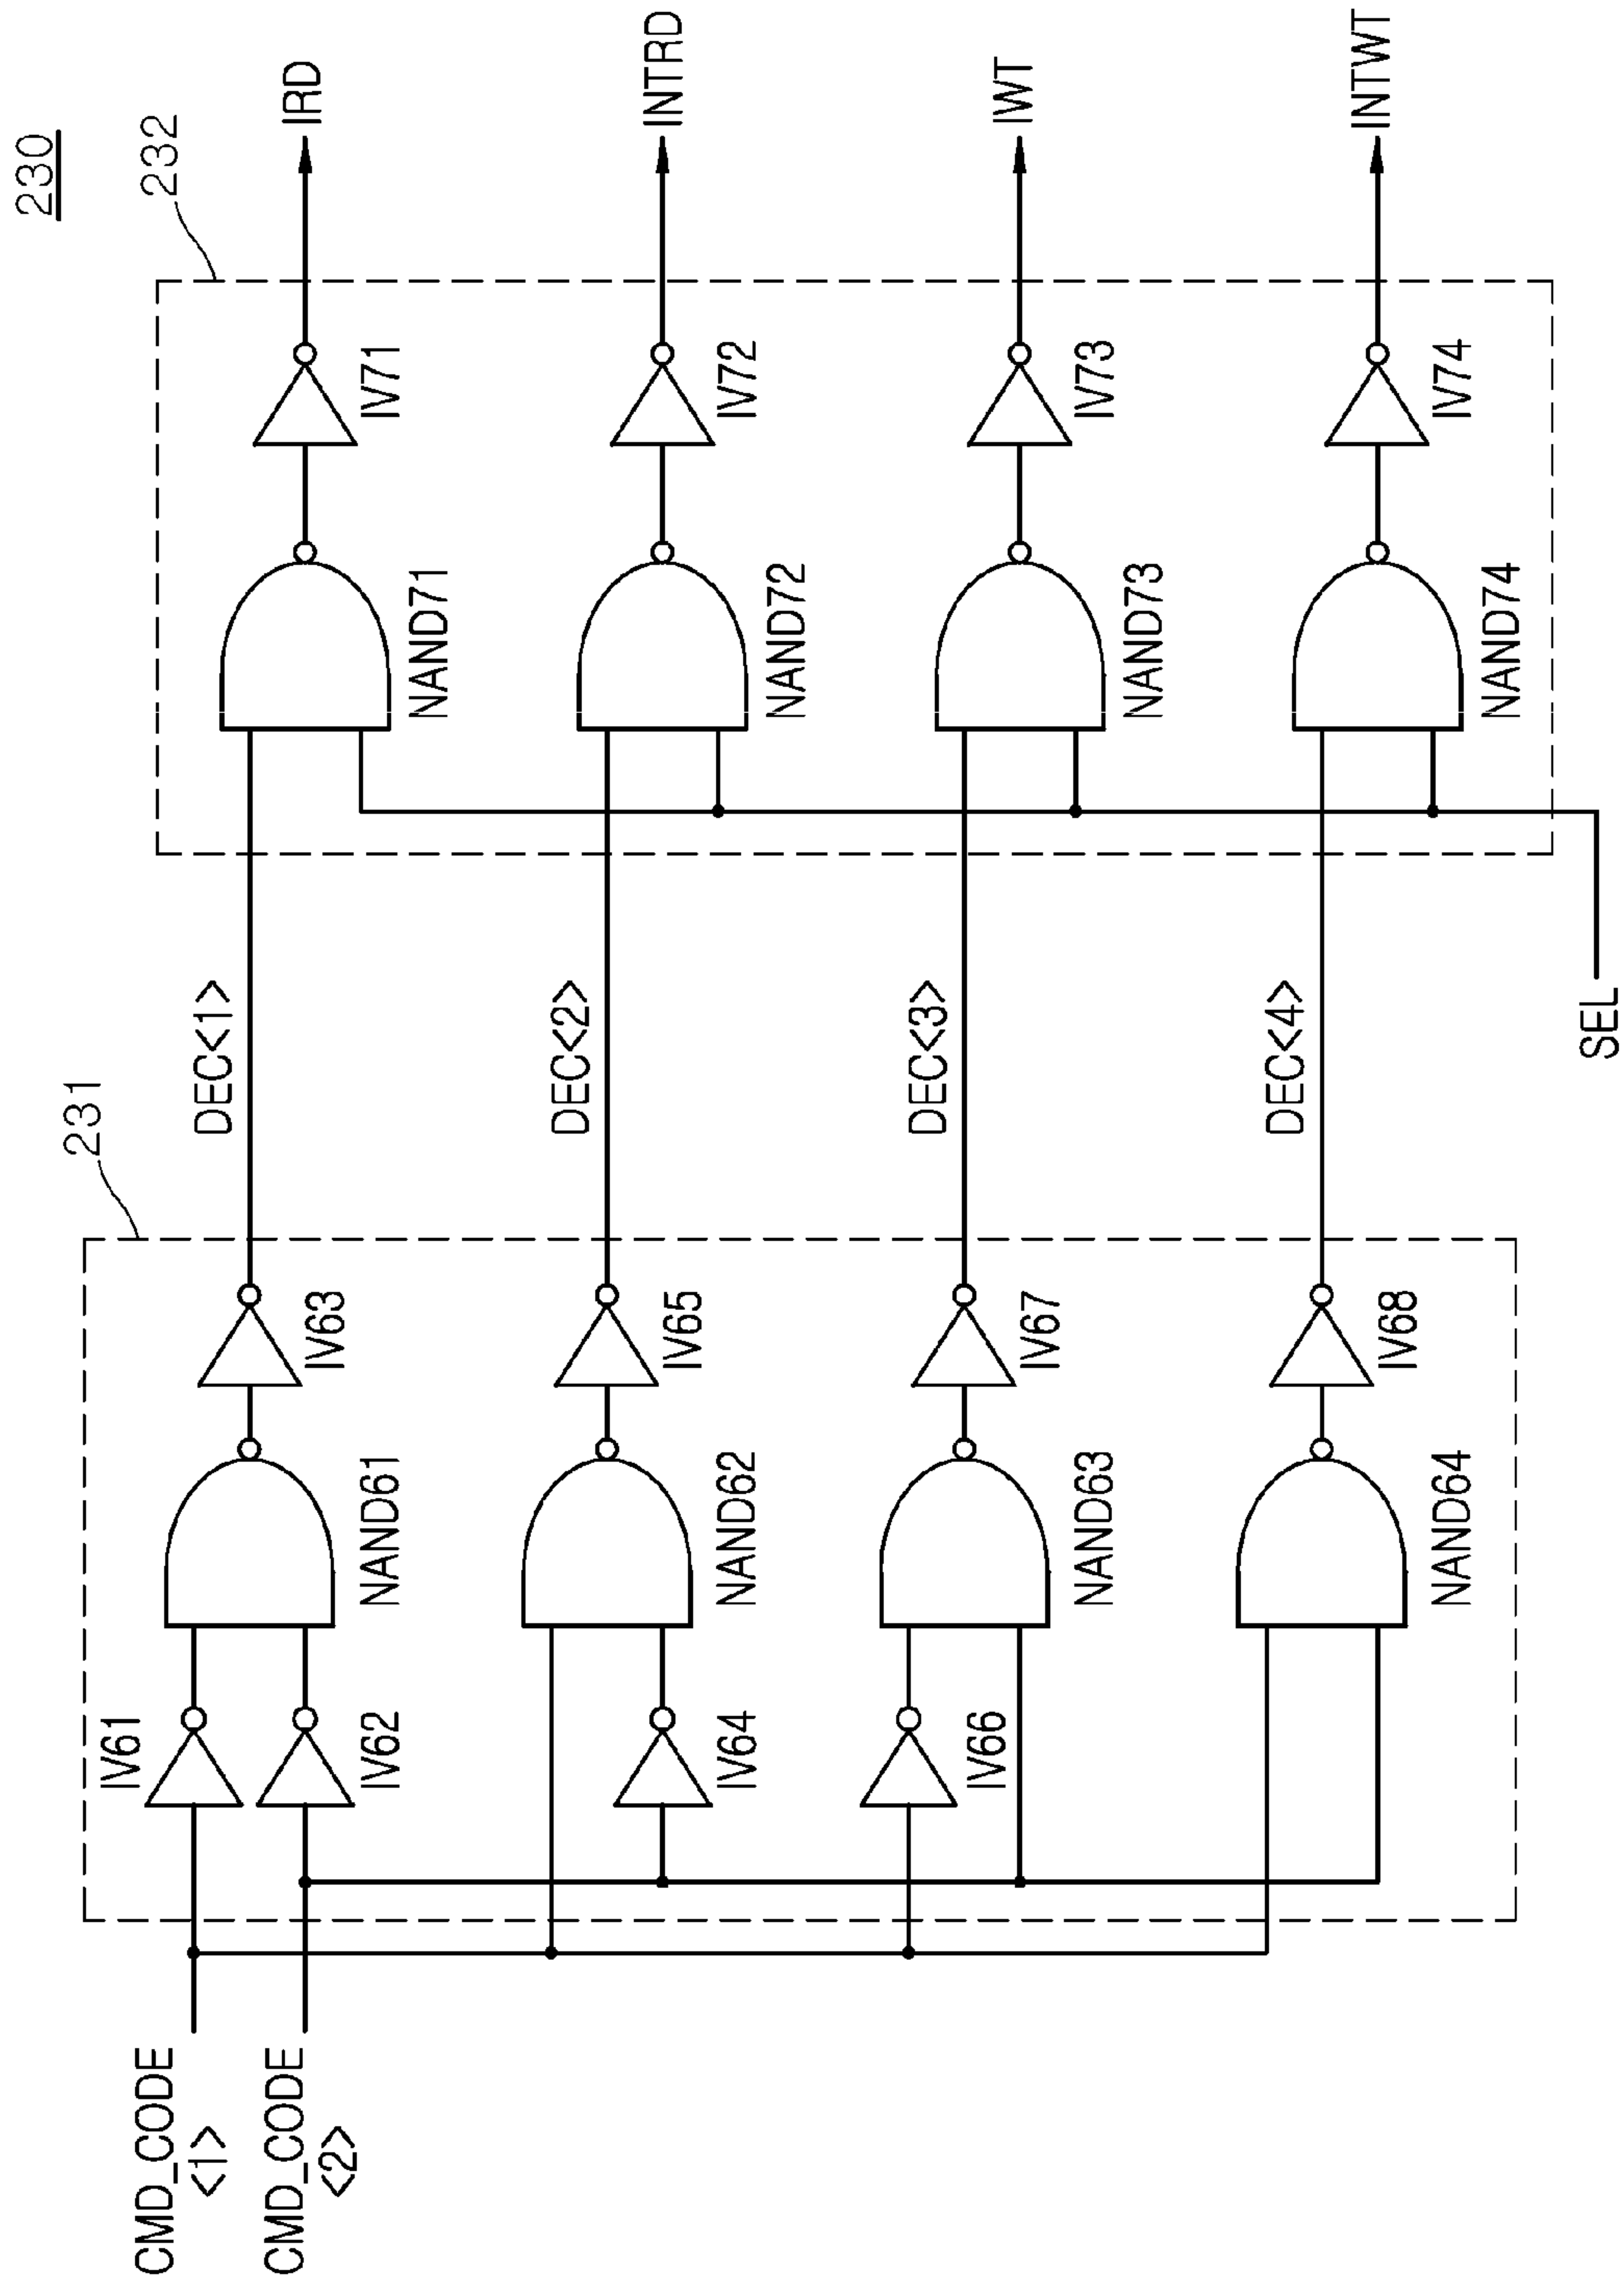 230
231
232
CMD_CODE
<1>
CMD_CODE
<2>
IV61
IV62
NAND61
IV63
DEC<1>
NAND71
IV71
IRD
IV64
NAND62
IV65
DEC<2>
NAND72
IV72
INTRD
IV66
NAND63
IV67
DEC<3>
NAND73
IV73
IWT
NAND64
IV68
DEC<4>
NAND74
IV74
INTWT
SEL